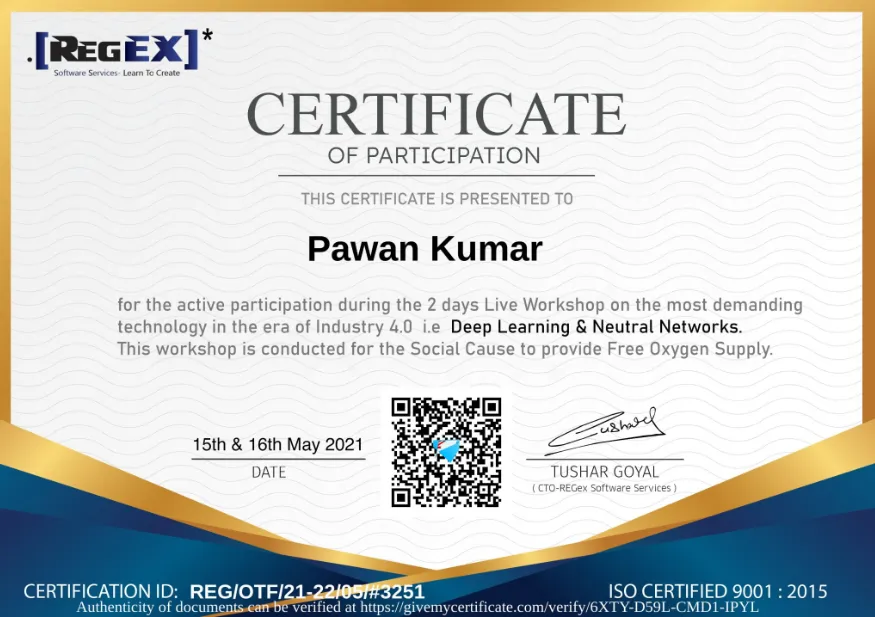 .[REGEX]*
Software Services- Learn To Create
CERTIFICATE
OF PARTICIPATION
THIS CERTIFICATE IS PRESENTED TO
Pawan Kumar
for the active participation during the 2 days Live Workshop on the most demanding
technology in the era of Industry 4.0 i.e Deep Learning & Neutral Networks.
This workshop is conducted for the Social Cause to provide Free Oxygen Supply.
15th & 16th May 2021
DATE
Tushar
TUSHAR GOYAL
( CTO-REGex Software Services )
CERTIFICATION ID: REG/OTF/21-22/05/#3251
ISO CERTIFIED 9001 : 2015
Authenticity of documents can be verified at https://givemycertificate.com/verify/6XTY-D59L-CMD1-IPYL